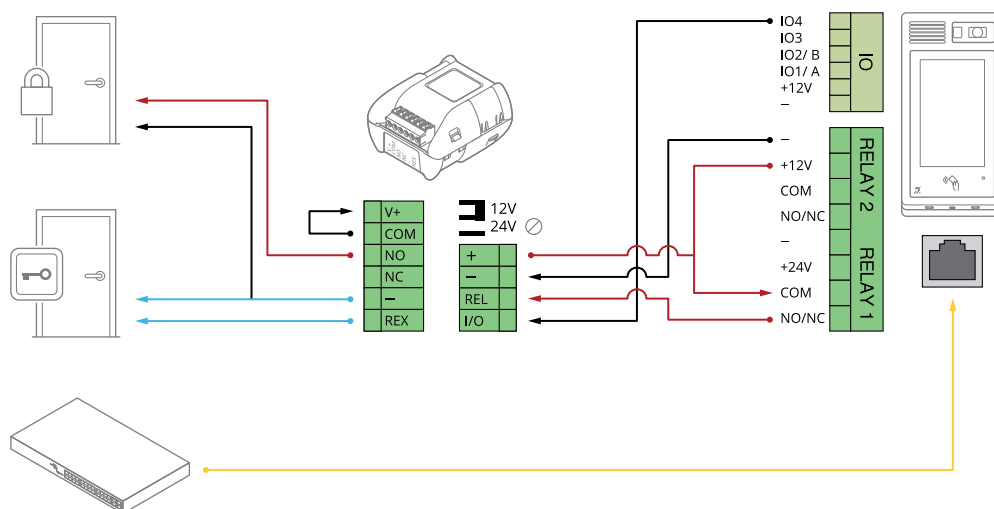 IO4
IO3
IO2/ B
IO1/ A
+12V
–
IO
–
+12V
COM
NO/NC
RELAY 2
–
+24V
COM
NO/NC
RELAY 1
V+
COM
NO
NC
–
REX
12V
24V
+
–
REL
I/O